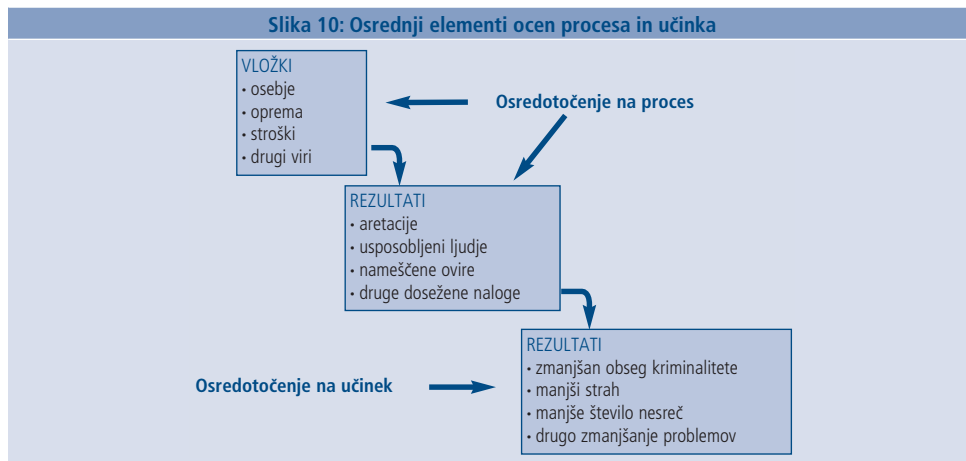 Slika 10: Osrednji elementi ocen procesa in učinka
VLOŽKI
• osebje
• oprema
• stroški
• drugi viri
Osredotočenje na proces
REZULTATI
• aretacije
• usposobljeni ljudje
• nameščene ovire
• druge dosežene naloge
REZULTATI
• zmanjšan obseg kriminalitete
• manjši strah
• manjše število nesreč
• drugo zmanjšanje problemov
Osredotočenje na učinek